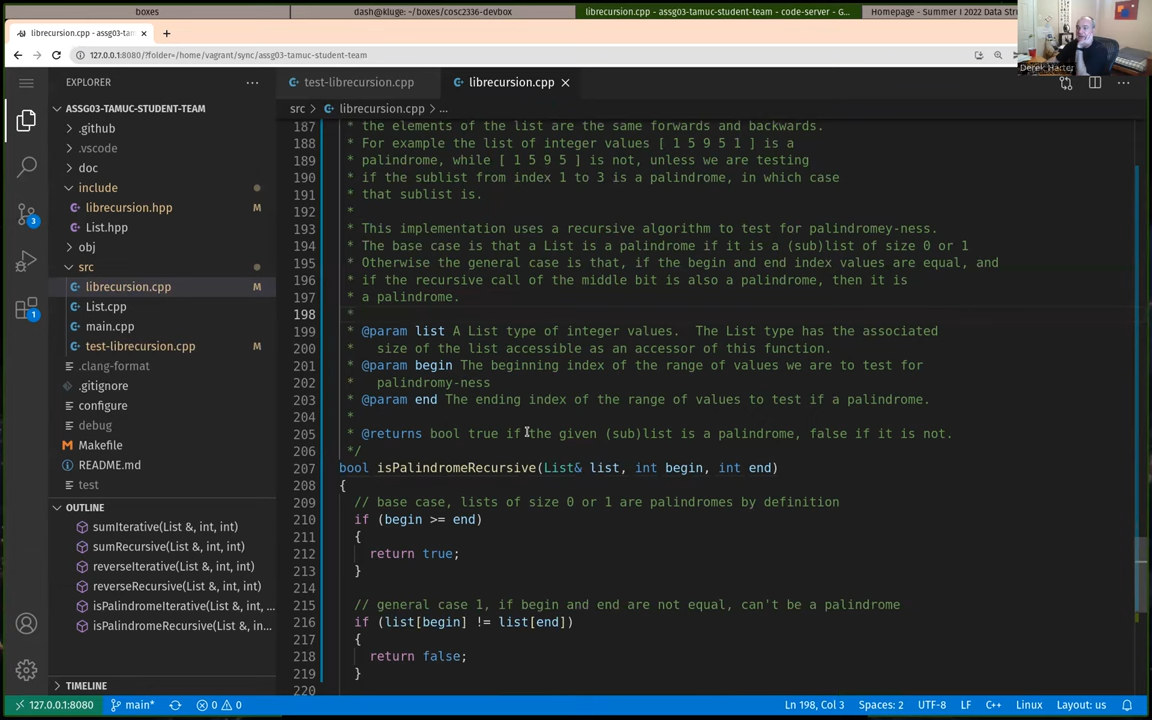 boxes
dash@kluge: ~/boxes/cosc2336-devbox
librecursion.cpp - assg03-tamuc-student-team - code-server - G...
Homepage - Summer I 2022 Data Str
librecursion.cpp - assg03-tamuc
127.0.0.1:8080/?folder=/home/vagrant/sync/assg03-tamuc-student-team
Derek Harter
EXPLORER
test-librecursion.cpp
librecursion.cpp
ASSG03-TAMUC-STUDENT-TEAM
src > librecursion.cpp > ...
.github
.vscode
doc
include
librecursion.hpp M
List.hpp
obj
src
librecursion.cpp M
List.cpp
main.cpp
test-librecursion.cpp M
.clang-format
.gitignore
configure
debug
Makefile
README.md
test
OUTLINE
sumIterative(List &, int, int)
sumRecursive(List &, int, int)
reverseIterative(List &, int, int)
reverseRecursive(List &, int, int)
isPalindromeIterative(List &, int, ...
isPalindromeRecursive(List &, in...
TIMELINE
3
1
187 * the elements of the list are the same forwards and backwards.
188 * For example the list of integer values [ 1 5 9 5 1 ] is a
189 * palindrome, while [ 1 5 9 5 ] is not, unless we are testing
190 * if the sublist from index 1 to 3 is a palindrome, in which case
191 * that sublist is.
192 *
193 * This implementation uses a recursive algorithm to test for palindromey-ness.
194 * The base case is that a List is a palindrome if it is a (sub)list of size 0 or 1
195 * Otherwise the general case is that, if the begin and end index values are equal, and
196 * if the recursive call of the middle bit is also a palindrome, then it is
197 * a palindrome.
198 *
199 * @param list A List type of integer values.  The List type has the associated
200 *   size of the list accessible as an accessor of this function.
201 * @param begin The beginning index of the range of values we are to test for
202 *   palindromy-ness
203 * @param end The ending index of the range of values to test if a palindrome.
204 *
205 * @returns bool true if the given (sub)list is a palindrome, false if it is not.
206 */
207 bool isPalindromeRecursive(List& list, int begin, int end)
208 {
209 // base case, lists of size 0 or 1 are palindromes by definition
210 if (begin >= end)
211 {
212 return true;
213 }
214
215 // general case 1, if begin and end are not equal, can't be a palindrome
216 if (list[begin] != list[end])
217 {
218 return false;
219 }
220
127.0.0.1:8080 main* 0 0 Ln 198, Col 3 Spaces: 2 UTF-8 LF C++ Linux Layout: us